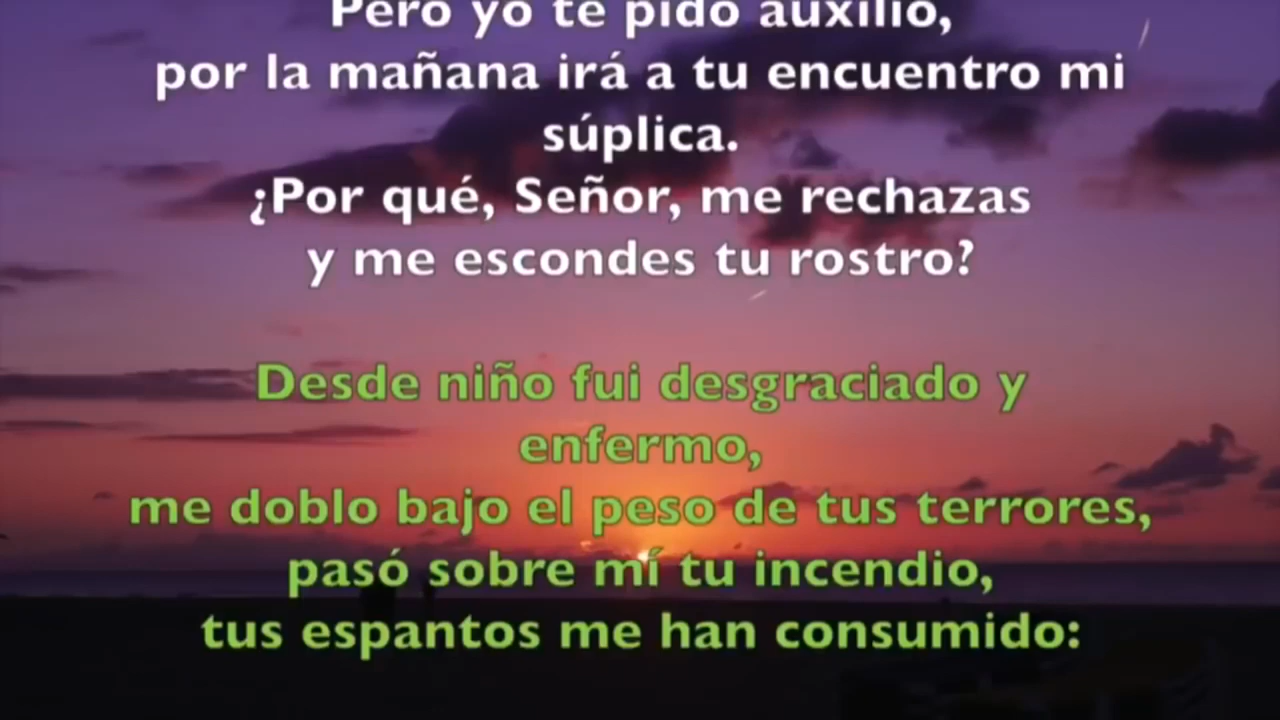 Pero yo te pido auxilio,
por la mañana irá a tu encuentro mi
súplica.
¿Por qué, Señor, me rechazas
y me escondes tu rostro?
Desde niño fui desgraciado y
enfermo,
me doblo bajo el peso de tus terrores,
pasó sobre mí tu incendio,
tus espantos me han consumido: